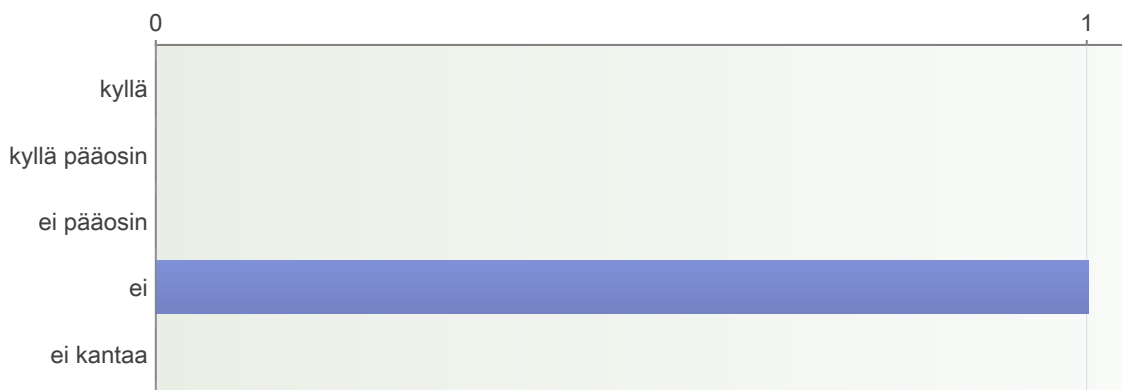 0 1
kyllä
kyllä pääosin
ei pääosin
ei
ei kantaa